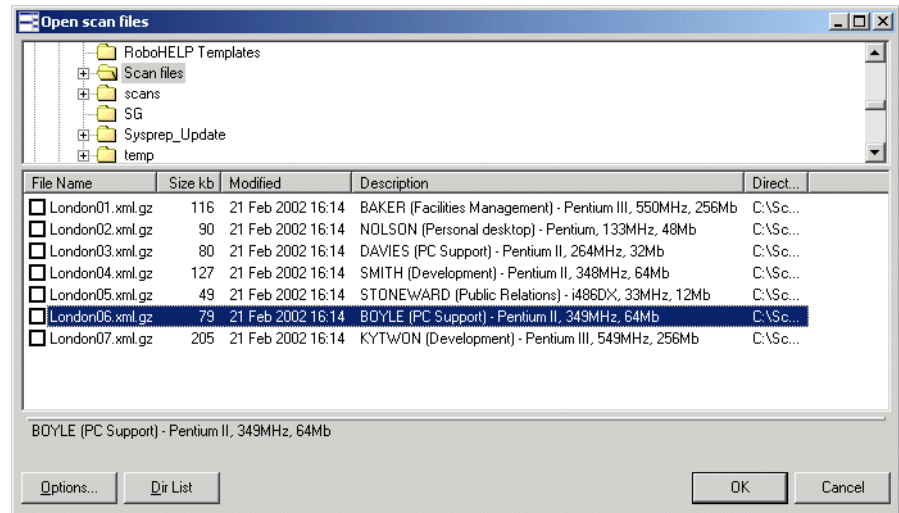 Open scan files
RoboHELP Templates
Scan files
scans
SG
Sysprep_Update
temp
File Name Size kb Modified Description Direct...
London01.xml.gz 116 21 Feb 2002 16:14 BAKER (Facilities Management) - Pentium III, 550MHz, 256Mb C:\Sc...
London02.xml.gz 90 21 Feb 2002 16:14 NOLSON (Personal desktop) - Pentium, 133MHz, 48Mb C:\Sc...
London03.xml.gz 80 21 Feb 2002 16:14 DAVIES (PC Support) - Pentium II, 264MHz, 32Mb C:\Sc...
London04.xml.gz 127 21 Feb 2002 16:14 SMITH (Development) - Pentium II, 348MHz, 64Mb C:\Sc...
London05.xml.gz 49 21 Feb 2002 16:14 STONEWARD (Public Relations) - i486DX, 33MHz, 12Mb C:\Sc...
London06.xml.gz 79 21 Feb 2002 16:14 BOYLE (PC Support) - Pentium II, 349MHz, 64Mb C:\Sc...
London07.xml.gz 205 21 Feb 2002 16:14 KYTWON (Development) - Pentium III, 549MHz, 256Mb C:\Sc...
BOYLE (PC Support) - Pentium II, 349MHz, 64Mb
Options... Dir List OK Cancel